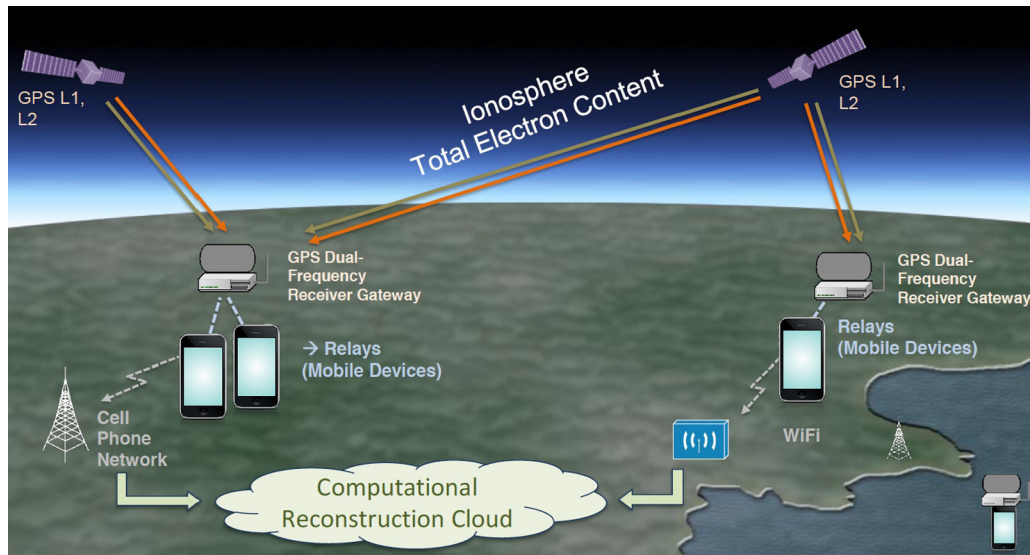 GPS L1,
L2
Ionosphere
Total Electron Content
GPS L1,
L2
GPS Dual-
Frequency
Receiver Gateway
GPS Dual-
Frequency
Receiver Gateway
→ Relays
(Mobile Devices)
Relays
(Mobile Devices)
Cell
Phone
Network
WiFi
Computational
Reconstruction Cloud